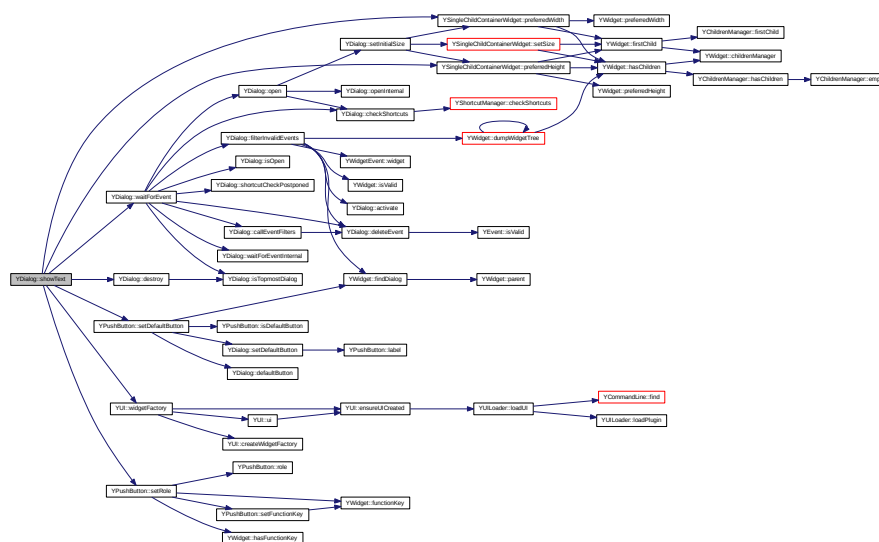 YSingleChildContainerWidget::preferredWidth
YWidget::preferredWidth
YChildrenManager::firstChild
YDialog::setInitialSize
YSingleChildContainerWidget::setSize
YWidget::firstChild
YWidget::childrenManager
YSingleChildContainerWidget::preferredHeight
YWidget::hasChildren
YChildrenManager::hasChildren
YDialog::open
YDialog::openInternal
YWidget::preferredHeight
YShortcutManager::checkShortcuts
YDialog::checkShortcuts
YDialog::filterInvalidEvents
YWidget::dumpWidgetTree
YDialog::isOpen
YWidgetEvent::widget
YDialog::shortcutCheckPostponed
YWidget::isValid
YDialog::waitForEvent
YDialog::activate
YDialog::callEventFilters
YDialog::deleteEvent
YEvent::isValid
YDialog::waitForEventInternal
YDialog::showText
YDialog::destroy
YDialog::isTopmostDialog
YWidget::findDialog
YWidget::parent
YPushButton::setDefaultButton
YPushButton::isDefaultButton
YDialog::setDefaultButton
YPushButton::label
YDialog::defaultButton
YCommandLine::find
YUI::widgetFactory
YUI::ensureUICreated
YUILoader::loadUI
YUI::ui
YUILoader::loadPlugin
YUI::createWidgetFactory
YPushButton::role
YPushButton::setRole
YWidget::functionKey
YPushButton::setFunctionKey
YWidget::hasFunctionKey